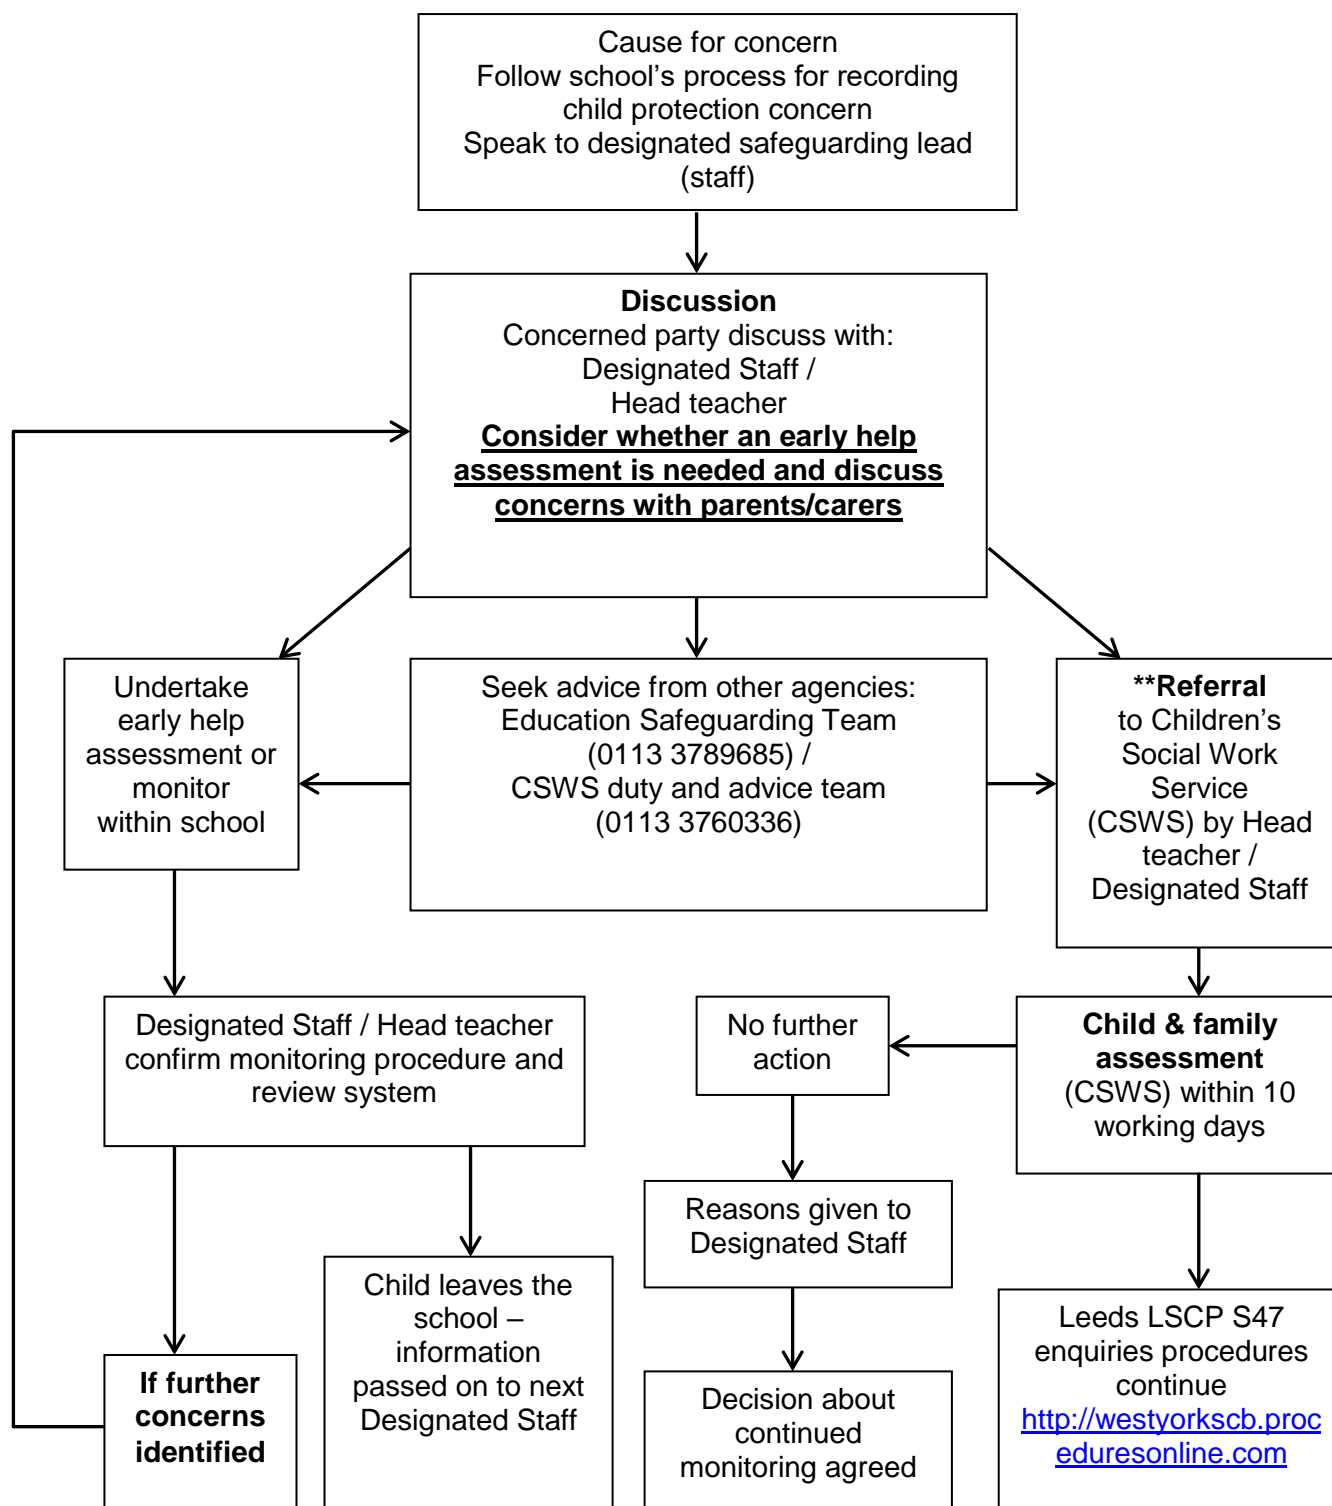 Cause for concern
Follow school’s process for recording
child protection concern
Speak to designated safeguarding lead
(staff)
Discussion
Concerned party discuss with:
Designated Staff /
Head teacher
Consider whether an early help
assessment is needed and discuss
concerns with parents/carers
Undertake
early help
assessment or
monitor
within school
Seek advice from other agencies:
Education Safeguarding Team
(0113 3789685) /
CSWS duty and advice team
(0113 3760336)
**Referral
to Children’s
Social Work
Service
(CSWS) by Head
teacher /
Designated Staff
Designated Staff / Head teacher
confirm monitoring procedure and
review system
No further
action
Child & family
assessment
(CSWS) within 10
working days
Reasons given to
Designated Staff
Child leaves the
school –
information
passed on to next
Designated Staff
Leeds LSCP S47
enquiries procedures
continue
http://westyorkscb.proc
eduresonline.com
If further
concerns
identified
Decision about
continued
monitoring agreed